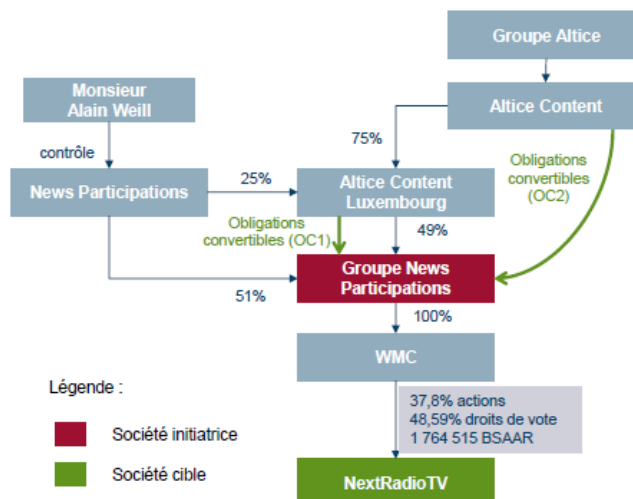 Groupe Altice
Monsieur
Alain Weill
Altice Content
contrôle
75%
Obligations
convertibles
(OC2)
News Participations
25%
Altice Content
Luxembourg
Obligations
convertibles (OC1)
49%
Groupe News
Participations
51%
100%
WMC
Légende :
37,8% actions
48,59% droits de vote
1 764 515 BSAAR
Société initiatrice
Société cible
NextRadioTV